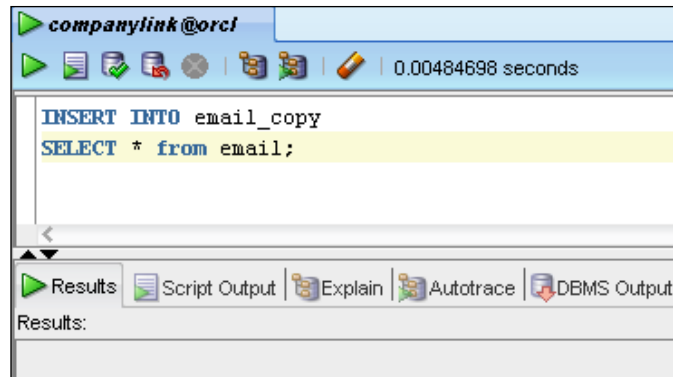 companylink@orcl
0.00484698 seconds
INSERT INTO email_copy
SELECT * from email;
Results Script Output Explain Autotrace DBMS Output
Results: